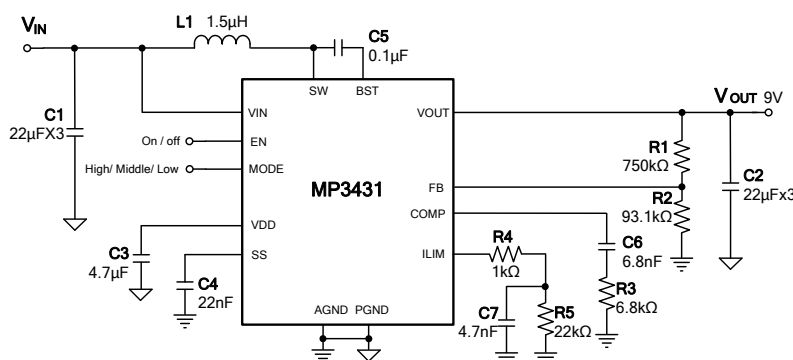 L1 1.5µH
VIN
C5
0.1µF
C1
22µFX3
SW
BST
VIN
VOUT
VOUT 9V
On / off
EN
R1
750kΩ
High/ Middle/ Low
MODE
MP3431
FB
R2
93.1kΩ
C2
22µFx3
COMP
VDD
C3
4.7µF
SS
C4
22nF
ILIM
R4
1kΩ
C6
6.8nF
R3
6.8kΩ
C7
4.7nF
R5
22kΩ
AGND
PGND